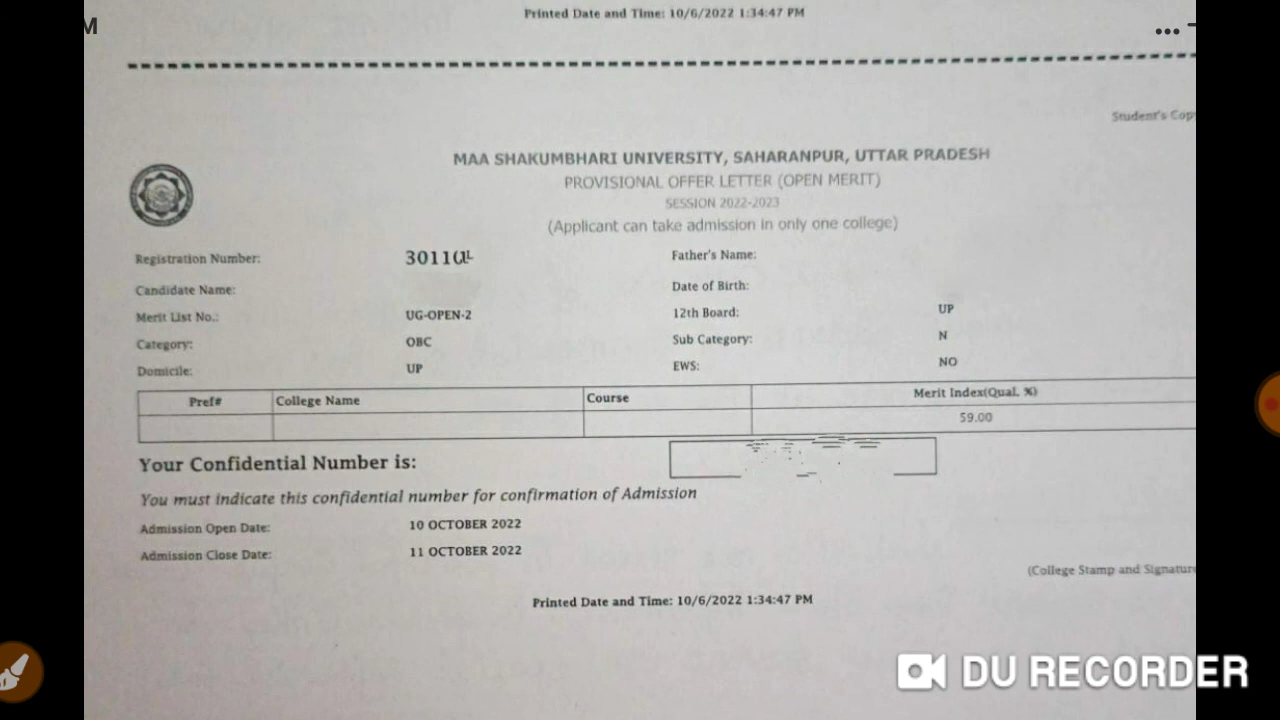 Printed Date and Time: 10/6/2022 1:34:47 PM
M
Student's Copy
MAA SHAKUMBHARI UNIVERSITY, SAHARANPUR, UTTAR PRADESH
PROVISIONAL OFFER LETTER (OPEN MERIT)
SESSION 2022-2023
(Applicant can take admission in only one college)
Registration Number: 3011 Father's Name:
Candidate Name: Date of Birth:
Merit List No.: UG-OPEN-2 12th Board: UP
Category: OBC Sub Category: N
Domicile: UP EWS: NO
Pref# College Name Course Merit Index(Qual. %)
59.00
Your Confidential Number is:
You must indicate this confidential number for confirmation of Admission
Admission Open Date: 10 OCTOBER 2022
Admission Close Date: 11 OCTOBER 2022
(College Stamp and Signature
Printed Date and Time: 10/6/2022 1:34:47 PM
DU RECORDER